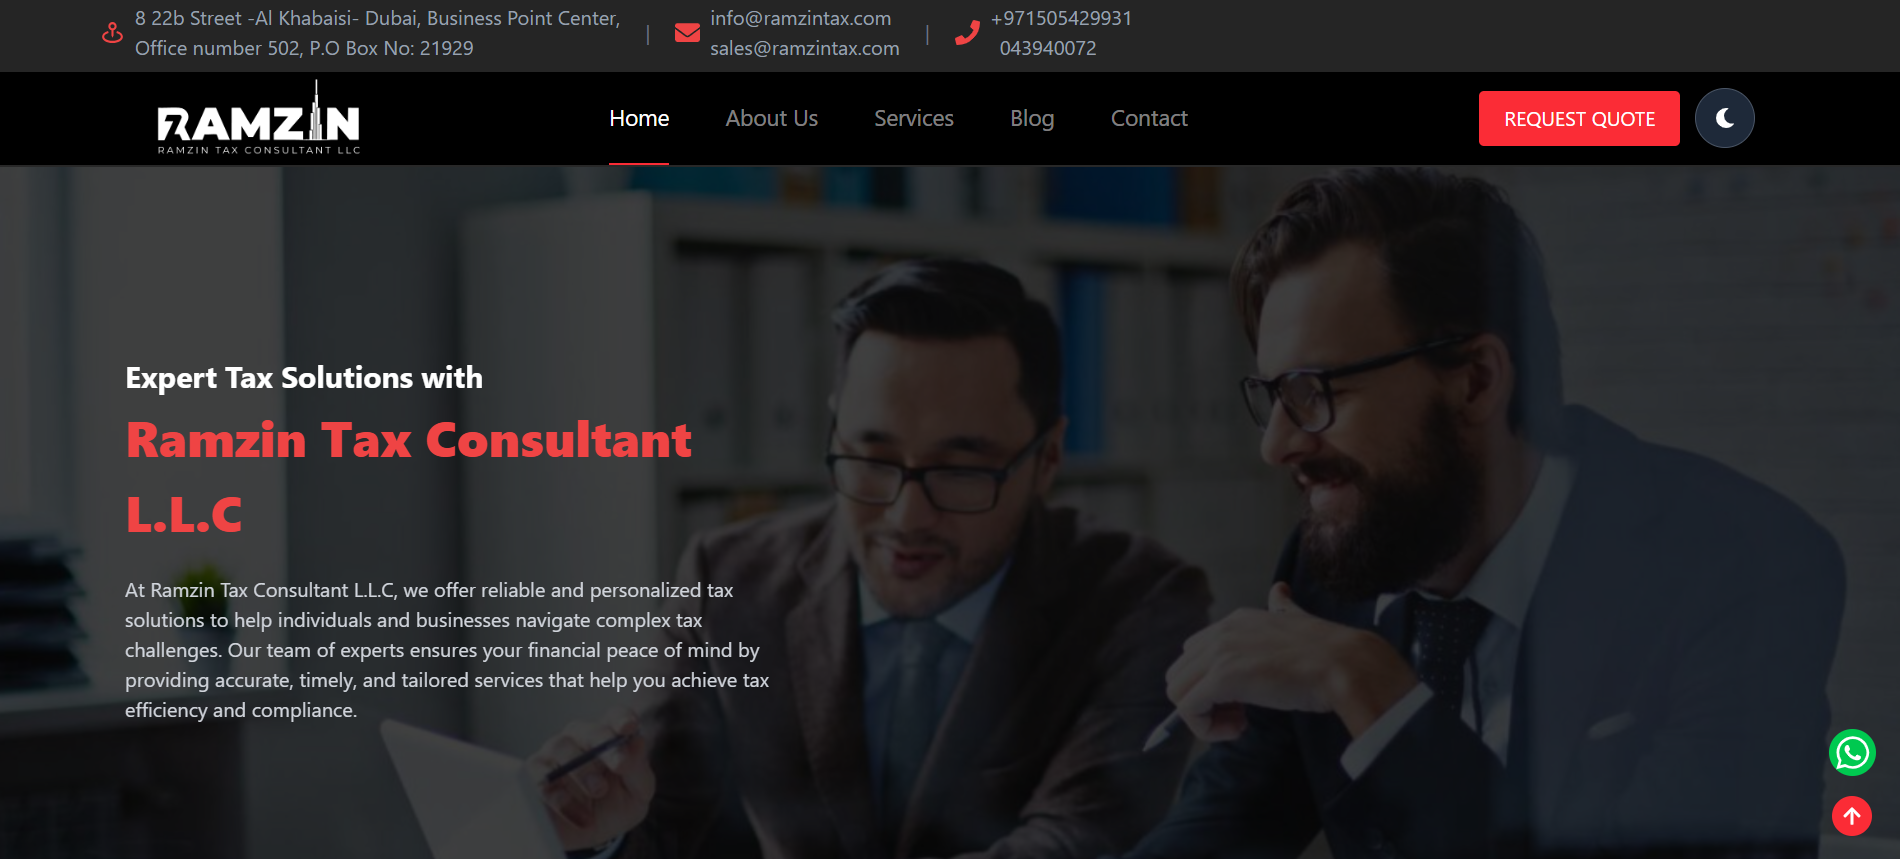 8 22b Street -Al Khabaisi- Dubai, Business Point Center,
Office number 502, P.O Box No: 21929
|
info@ramzintax.com
sales@ramzintax.com
|
+971505429931
043940072
RAMZIN
RAMZIN TAX CONSULTANT LLC
Home
About Us
Services
Blog
Contact
REQUEST QUOTE
Expert Tax Solutions with
Ramzin Tax Consultant
L.L.C
At Ramzin Tax Consultant L.L.C, we offer reliable and personalized tax
solutions to help individuals and businesses navigate complex tax
challenges. Our team of experts ensures your financial peace of mind by
providing accurate, timely, and tailored services that help you achieve tax
efficiency and compliance.